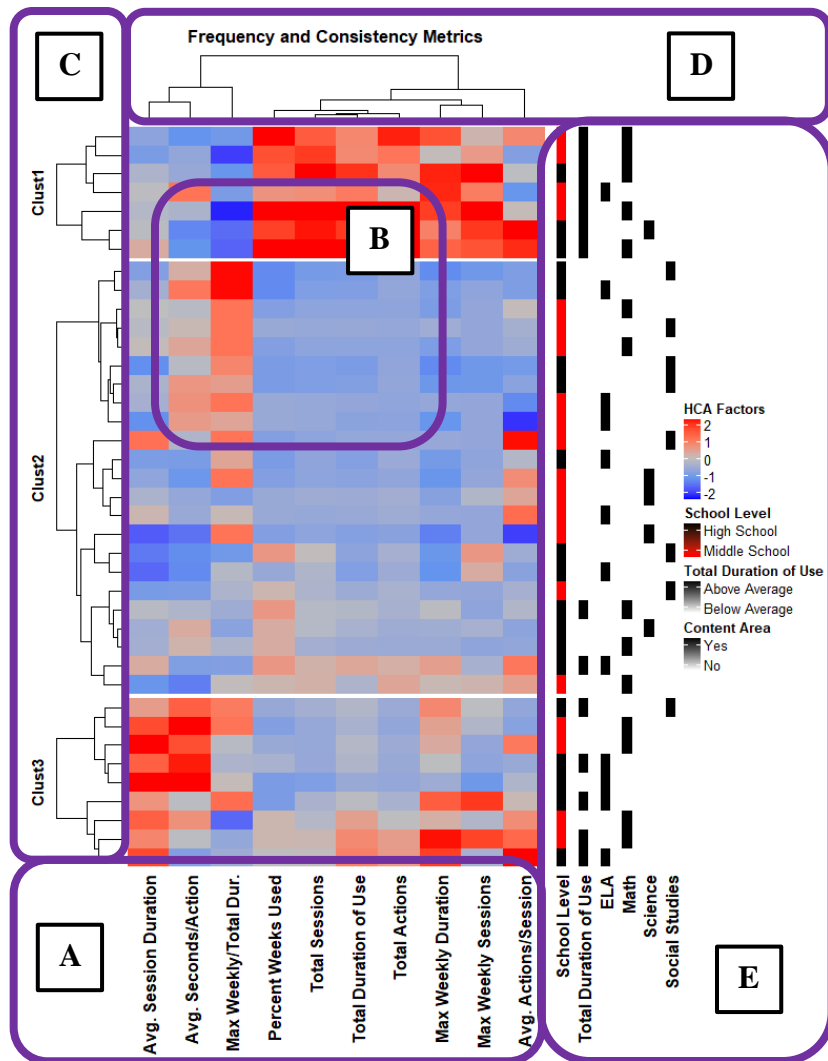 C
Frequency and Consistency Metrics
D
Clust1
B
Clust2
Clust3
HCA Factors
2
1
0
-1
-2
School Level
High School
Middle School
Total Duration of Use
Above Average
Below Average
Content Area
Yes
No
A
Avg. Session Duration
Avg. Seconds/Action
Max Weekly/Total Dur.
Percent Weeks Used
Total Sessions
Total Duration of Use
Total Actions
Max Weekly Duration
Max Weekly Sessions
Avg. Actions/Session
School Level
Total Duration of Use
ELA
Math
Science
Social Studies
E